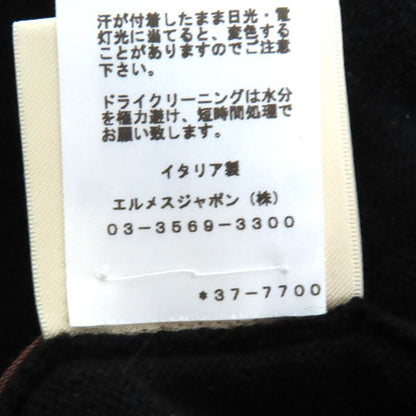 汗が付着したまま日光・電
灯光に当てると、変色する
ことがありますのでご注意
下さい。
ドライクリーニングは水分
を極力避け、短時間処理で
お願い致します。
イタリア製
エルメスジャポン（株）
03-3569-3300
*37-7700